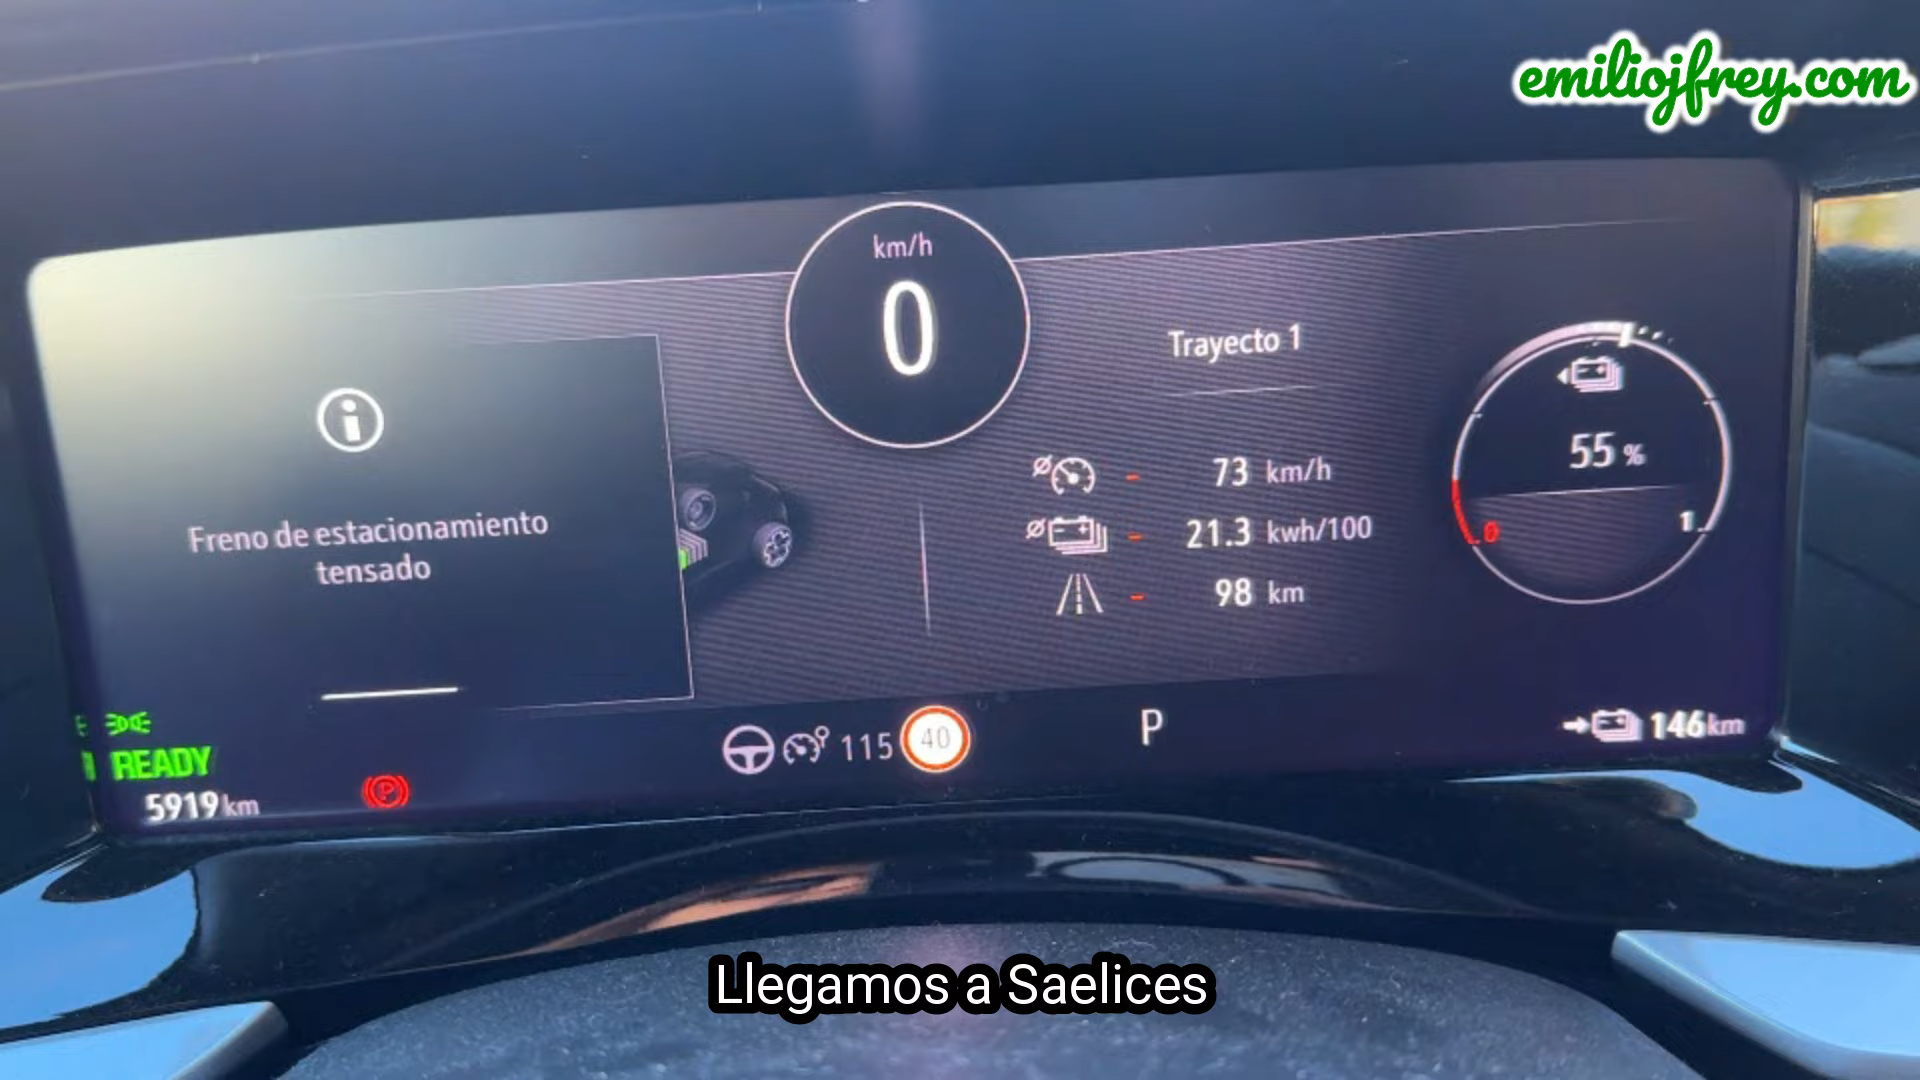 emiliojfrey.com
km/h
0
Trayecto 1
73 km/h
21.3 kwh/100
98 km
55 %
0
1
Freno de estacionamiento
tensado
READY
5919 km
P
115
40
P
146 km
Llegamos a Saelices